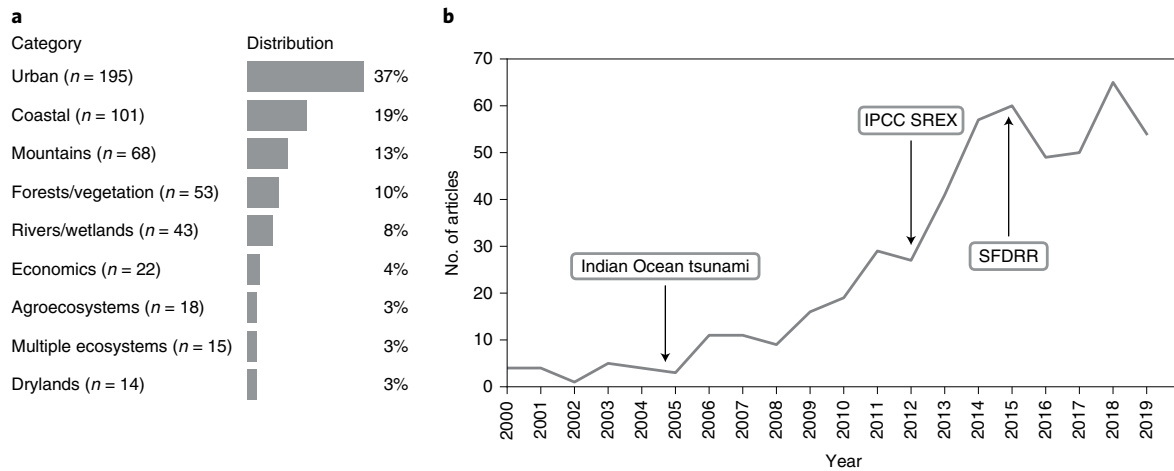 a
Category Distribution
Urban (n = 195) 37%
Coastal (n = 101) 19%
Mountains (n = 68) 13%
Forests/vegetation (n = 53) 10%
Rivers/wetlands (n = 43) 8%
Economics (n = 22) 4%
Agroecosystems (n = 18) 3%
Multiple ecosystems (n = 15) 3%
Drylands (n = 14) 3%
b
No. of articles
70
60
50
40
30
20
10
0
IPCC SREX
SFDRR
Indian Ocean tsunami
2000 2001 2002 2003 2004 2005 2006 2007 2008 2009 2010 2011 2012 2013 2014 2015 2016 2017 2018 2019
Year